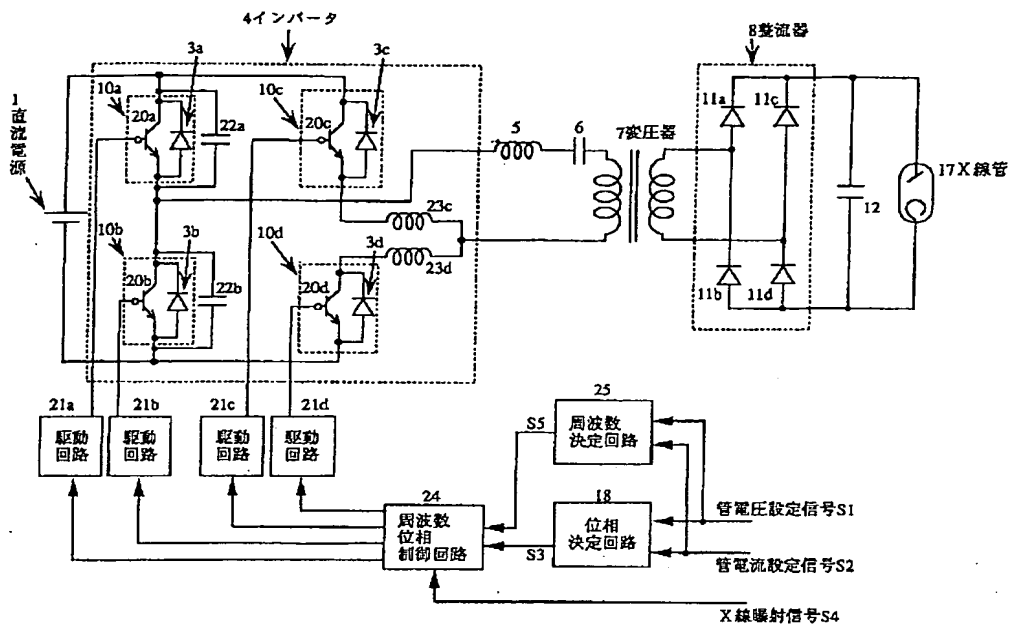 4インバータ
8整流器
3a
3c
10a
10c
11a
11c
1直流電源
20a
22a
20c
5
6
7変圧器
17X線管
23c
12
10b
3b
10d
3d
23d
20b
22b
20d
11b
11d
21a
21b
21c
21d
25
駆動
回路
駆動
回路
駆動
回路
駆動
回路
S5
周波数
決定回路
24
18
周波数
位相
制御回路
S3
位相
決定回路
管電圧設定信号S1
管電流設定信号S2
X線曝射信号S4